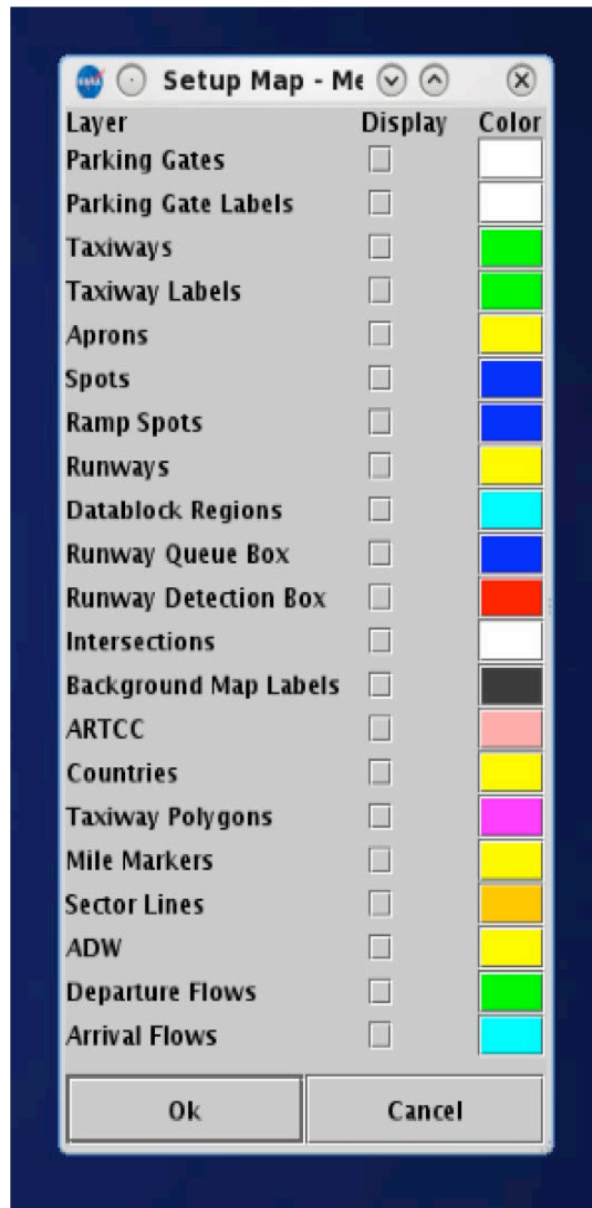 NASA Setup Map - Me
Layer Display Color
Parking Gates
Parking Gate Labels
Taxiways
Taxiway Labels
Aprons
Spots
Ramp Spots
Runways
Datablock Regions
Runway Queue Box
Runway Detection Box
Intersections
Background Map Labels
ARTCC
Countries
Taxiway Polygons
Mile Markers
Sector Lines
ADW
Departure Flows
Arrival Flows
Ok Cancel